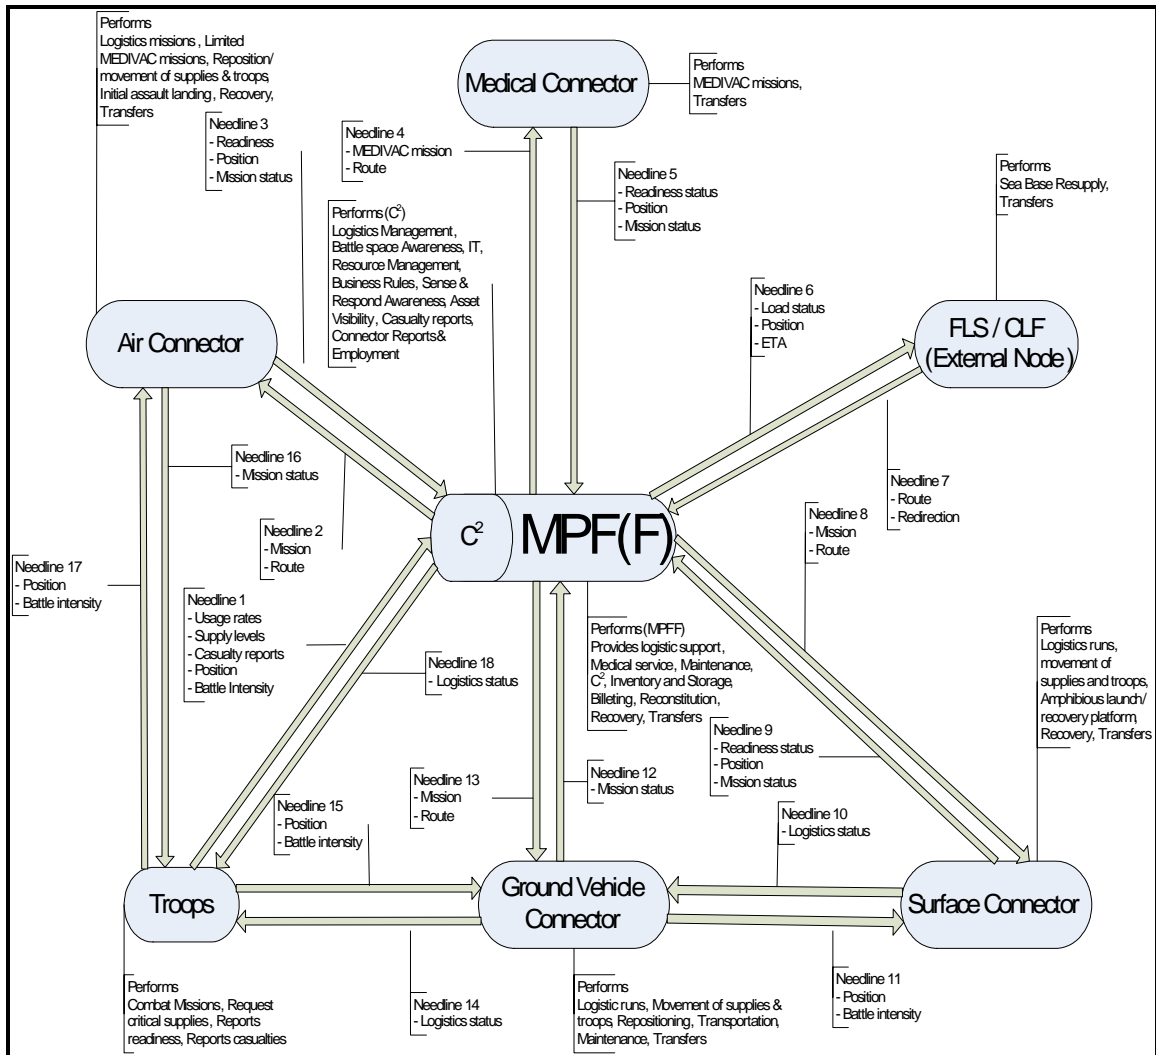 Performs
Logistics missions, Limited
MEDIVAC missions, Reposition/
movement of supplies & troops,
Initial assault landing, Recovery,
Transfers
Medical Connector
Performs
MEDIVAC missions,
Transfers
Needline 3
- Readiness
- Position
- Mission status
Needline 4
- MEDIVAC mission
- Route
Needline 5
- Readiness status
- Position
- Mission status
Performs
Sea Base Resupply,
Transfers
Performs (C²)
Logistics Management,
Battle space Awareness, IT,
Resource Management,
Business Rules, Sense &
Respond Awareness, Asset
Visibility, Casualty reports,
Connector Reports &
Employment
Air Connector
Needline 6
- Load status
- Position
- ETA
FLS / CLF
(External Node)
Needline 16
- Mission status
Needline 7
- Route
- Redirection
Needline 2
- Mission
- Route
C²
MPF(F)
Needline 8
- Mission
- Route
Needline 17
- Position
- Battle intensity
Needline 1
- Usage rates
- Supply levels
- Casualty reports
- Position
- Battle Intensity
Needline 18
- Logistics status
Performs (MPFF)
Provides logistic support,
Medical service, Maintenance,
C², Inventory and Storage,
Billeting, Reconstitution,
Recovery, Transfers
Performs
Logistics runs,
movement of
supplies and troops,
Amphibious launch/
recovery platform,
Recovery, Transfers
Needline 9
- Readiness status
- Position
- Mission status
Needline 13
- Mission
- Route
Needline 12
- Mission status
Needline 15
- Position
- Battle intensity
Needline 10
- Logistics status
Troops
Ground Vehicle
Connector
Surface Connector
Performs
Combat Missions, Request
critical supplies, Reports
readiness, Reports casualties
Needline 14
- Logistics status
Performs
Logistic runs, Movement of supplies &
troops, Repositioning, Transportation,
Maintenance, Transfers
Needline 11
- Position
- Battle intensity